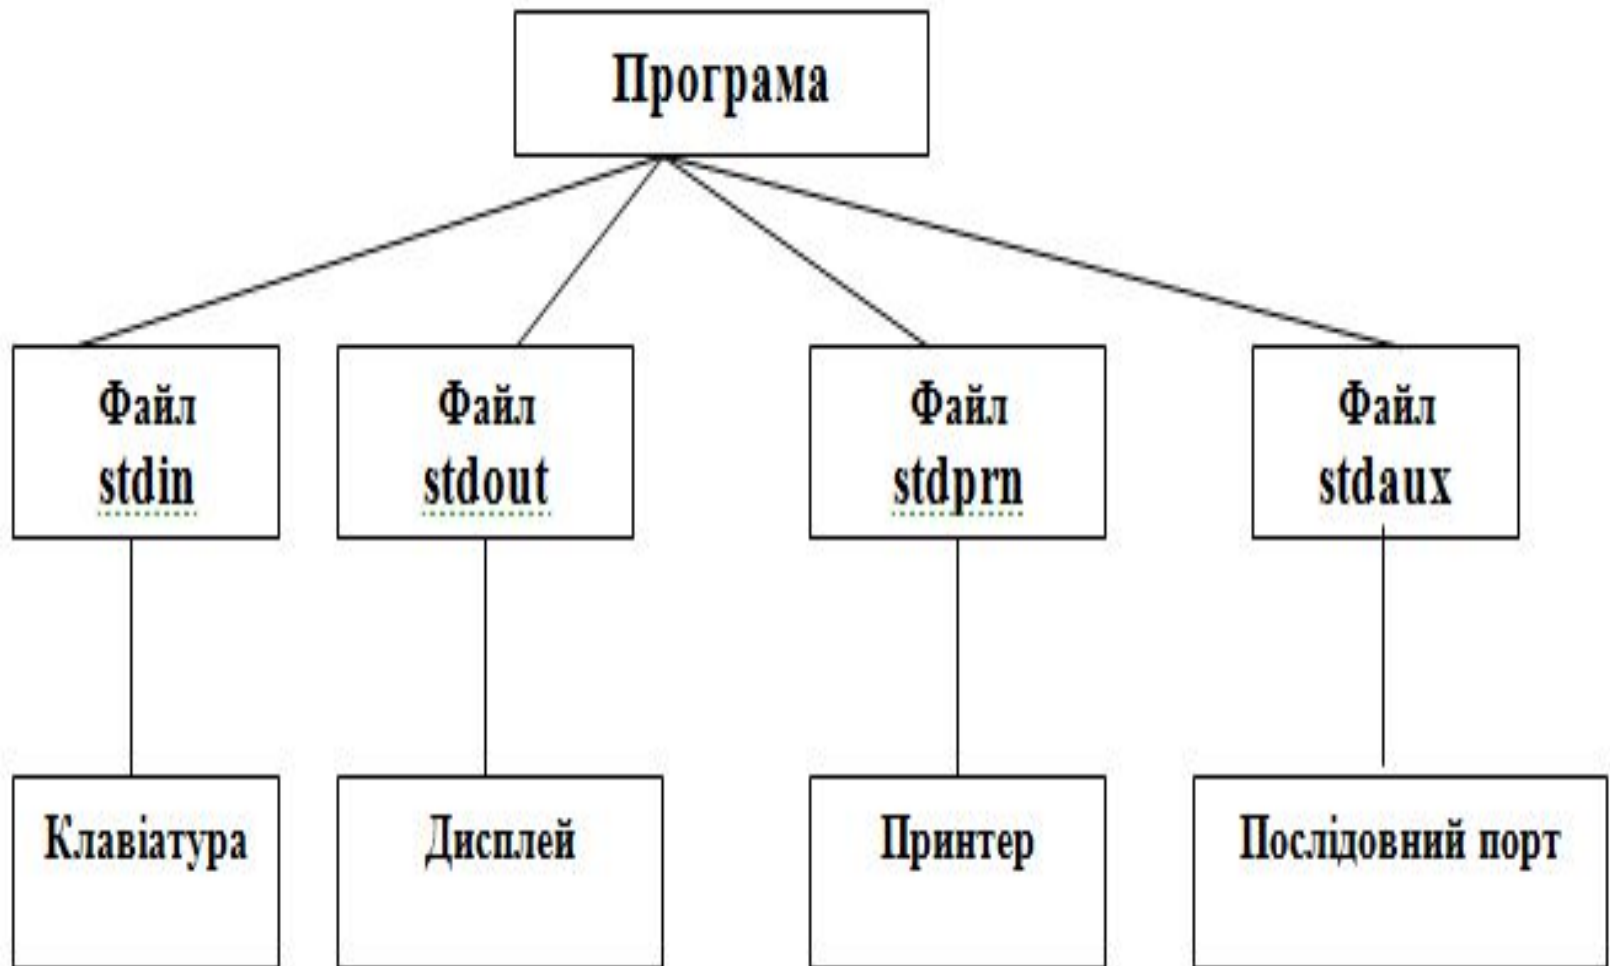 Програма
Файл
stdin
Файл
stdout
Файл
stdprn
Файл
stdaux
Клавіатура
Дисплей
Принтер
Послідовний порт